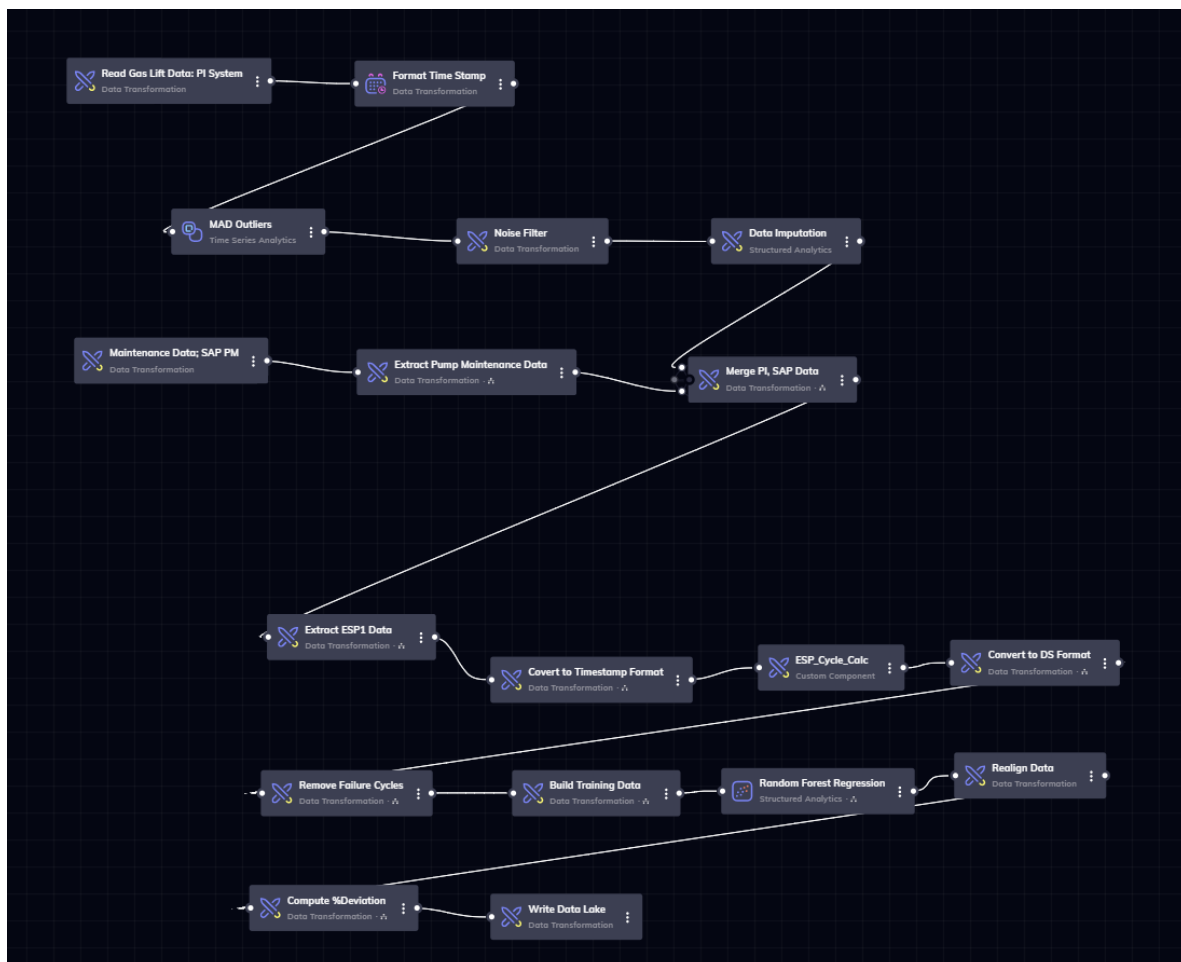 Read Gas Lift Data: PI System
Data Transformation
Format Time Stamp
Data Transformation
MAD Outliers
Time Series Analytics
Noise Filter
Data Transformation
Data Imputation
Structured Analytics
Maintenance Data; SAP PM
Data Transformation
Extract Pump Maintenance Data
Data Transformation ·
Merge PI, SAP Data
Data Transformation ·
Extract ESP1 Data
Data Transformation ·
Covert to Timestamp Format
Data Transformation ·
ESP_Cycle_Calc
Custom Component
Convert to DS Format
Data Transformation ·
Remove Failure Cycles
Data Transformation ·
Build Training Data
Data Transformation ·
Random Forest Regression
Structured Analytics ·
Realign Data
Data Transformation
Compute %Deviation
Data Transformation ·
Write Data Lake
Data Transformation